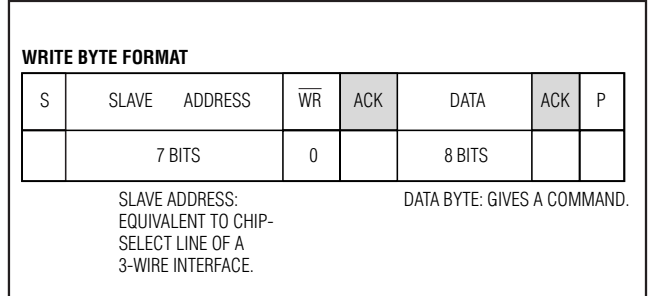 WRITE BYTE FORMAT
S SLAVE ADDRESS WR ACK DATA ACK P
7 BITS 0 8 BITS
SLAVE ADDRESS: DATA BYTE: GIVES A COMMAND.
EQUIVALENT TO CHIP-
SELECT LINE OF A
3-WIRE INTERFACE.